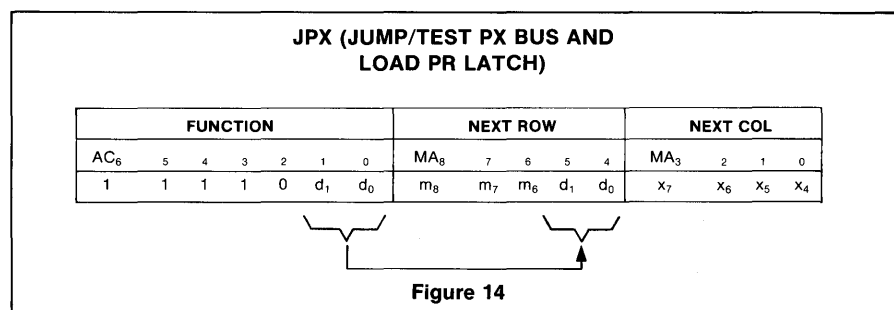 JPX (JUMP/TEST PX BUS AND
LOAD PR LATCH)
FUNCTION NEXT ROW NEXT COL
AC₆ 5 4 3 2 1 0 MA₈ 7 6 5 4 MA₃ 2 1 0
1 1 1 1 0 d₁ d₀ m₈ m₇ m₆ d₁ d₀ x₇ x₆ x₅ x₄
Figure 14